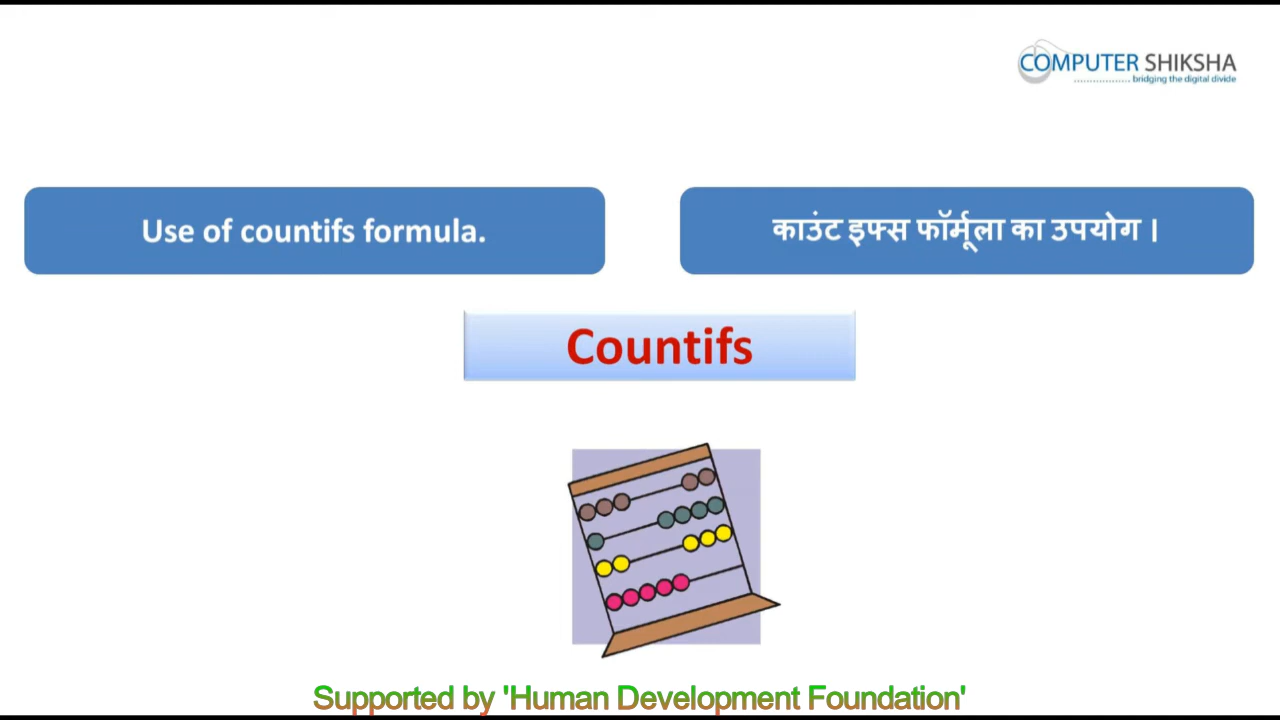 COMPUTER SHIKSHA
bridging the digital divide
Use of countifs formula.
काउंट इफ्स फॉर्मूला का उपयोग ।
Countifs
Supported by 'Human Development Foundation'